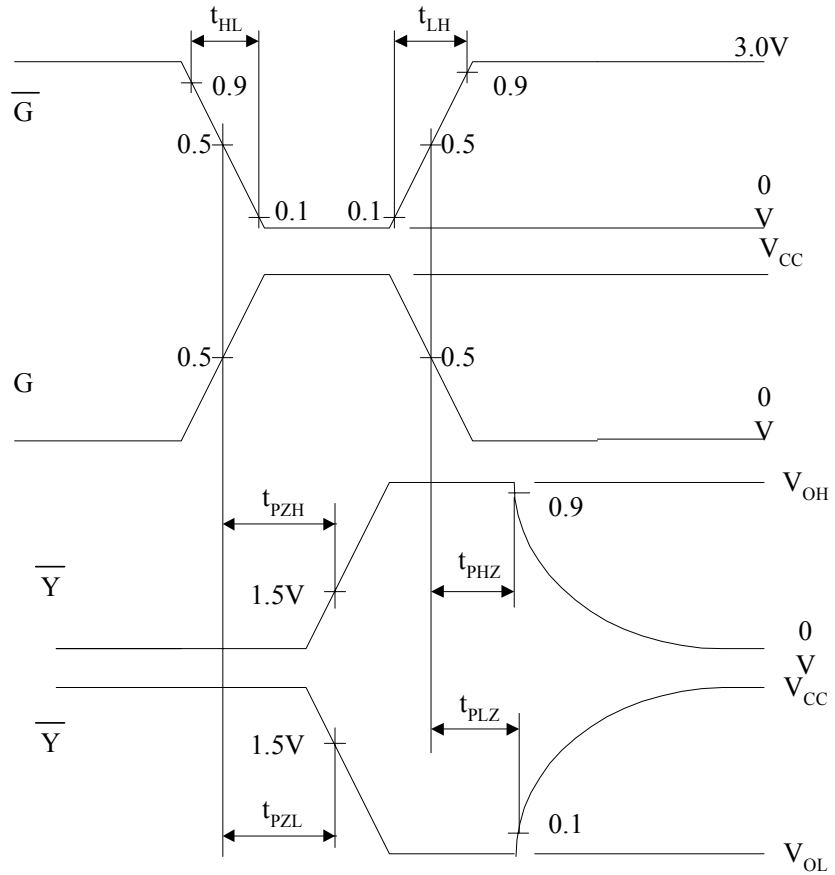 t_HL t_LH
3.0V
0.9 0.9
G
0.5 0.5
0.1 0.1
0
V
V_CC
0.5 0.5
G
0
V
V_OH
t_PZH
0.9
Y
1.5V
t_PHZ
0
V
V_CC
Y
t_PLZ
1.5V
t_PZL
0.1
V_OL